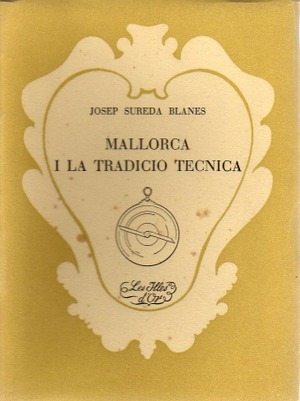 JOSEP SUREDA BLANES
MALLORCA
I LA TRADICIO TECNICA
Les Illes
d'Or